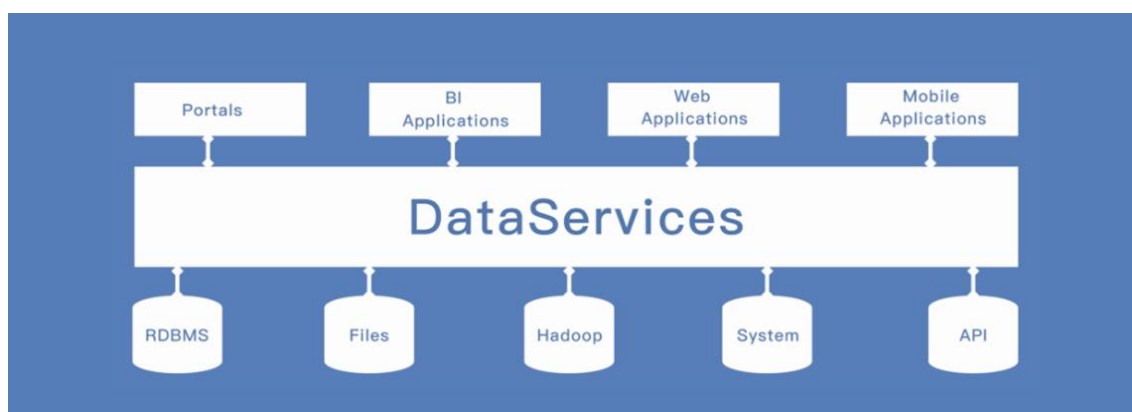 Portals
BI
Applications
Web
Applications
Mobile
Applications
DataServices
RDBMS
Files
Hadoop
System
API